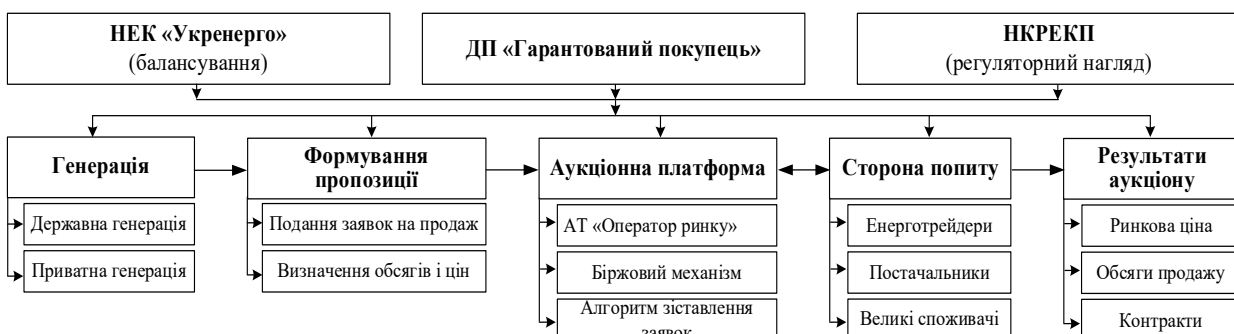 НЕК «Укренерго»
(балансування)
ДП «Гарантований покупець»
НКРЕКП
(регуляторний нагляд)
Генерація
Державна генерація
Приватна генерація
Формування
пропозиції
Подання заявок на продаж
Визначення обсягів і цін
Аукціонна платформа
АТ «Оператор ринку»
Біржовий механізм
Алгоритм зіставлення
заявок
Сторона попиту
Енерготрейдери
Постачальники
Великі споживачі
Результати
аукціону
Ринкова ціна
Обсяги продажу
Контракти